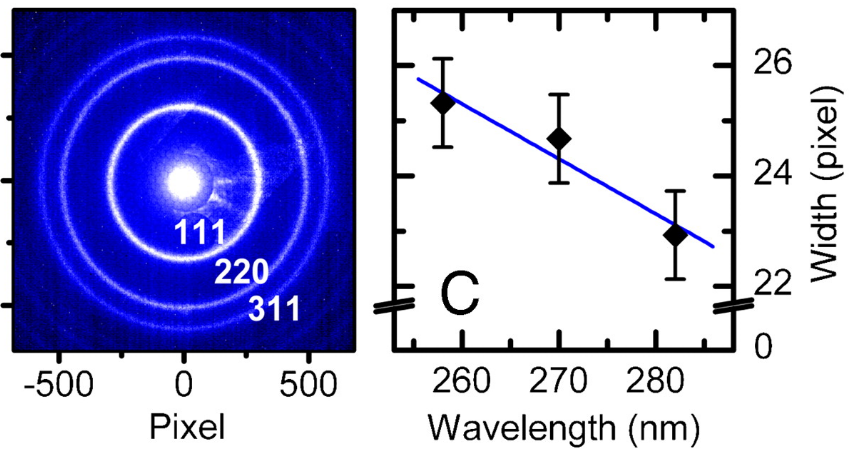 111
220
311
-500 0 500
Pixel
26
24
22
0
Width (pixel)
C
260 270 280
Wavelength (nm)